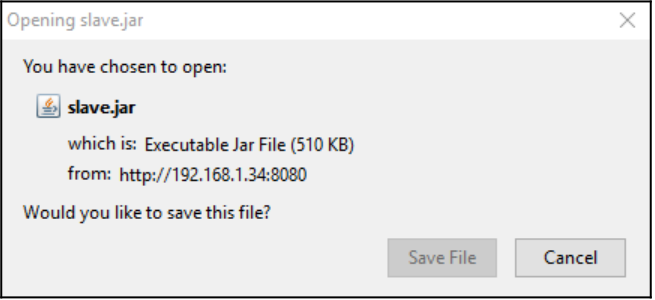 Opening slave.jar
You have chosen to open:
slave.jar
which is: Executable Jar File (510 KB)
from: http://192.168.1.34:8080
Would you like to save this file?
Save File Cancel